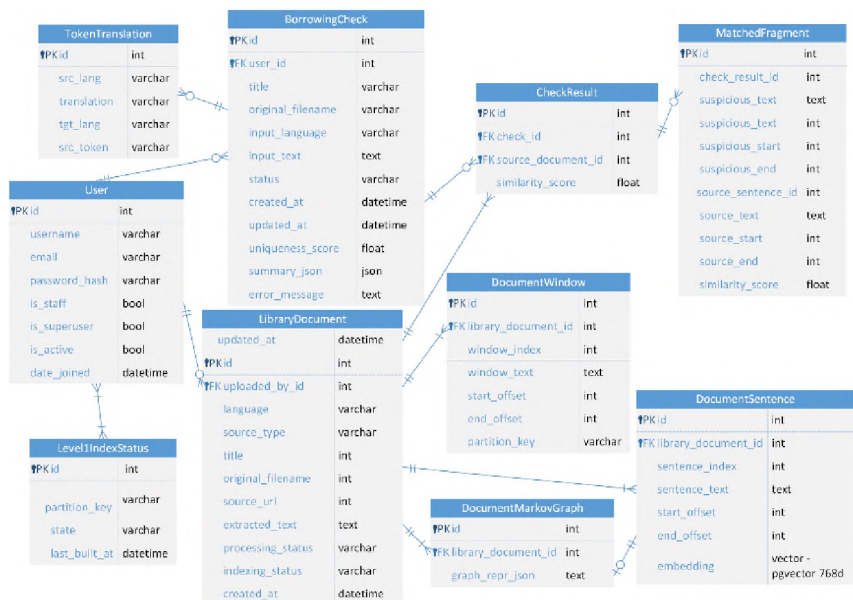 TokenTranslation
PK id int
src_lang varchar
translation varchar
tgt_lang varchar
src_token varchar
BorrowingCheck
PK id int
FK user_id int
title varchar
original_filename varchar
input_language varchar
input_text text
status varchar
created_at datetime
updated_at datetime
uniqueness_score float
summary_json json
error_message text
CheckResult
PK id int
FK check_id int
FK source_document_id int
similarity_score float
MatchedFragment
PK id int
check_result_id int
suspicious_text text
suspicious_text int
suspicious_start int
suspicious_end int
source_sentence_id int
source_text text
source_start int
source_end int
similarity_score float
User
PK id int
username varchar
email varchar
password_hash varchar
is_staff bool
is_superuser bool
is_active bool
date_joined datetime
LibraryDocument
updated_at datetime
PK id int
FK uploaded_by_id int
language varchar
source_type varchar
title int
original_filename int
source_url int
extracted_text text
processing_status varchar
indexing_status varchar
created_at datetime
DocumentWindow
PK id int
FK library_document_id int
window_index int
window_text text
start_offset int
end_offset int
partition_key varchar
DocumentSentence
PK id int
FK library_document_id int
sentence_index int
sentence_text text
start_offset int
end_offset int
embedding vector -
pgvector 768d
Level1IndexStatus
PK id int
partition_key varchar
state varchar
last_built_at datetime
DocumentMarkovGraph
PK id int
FK library_document_id int
graph_repr_json text